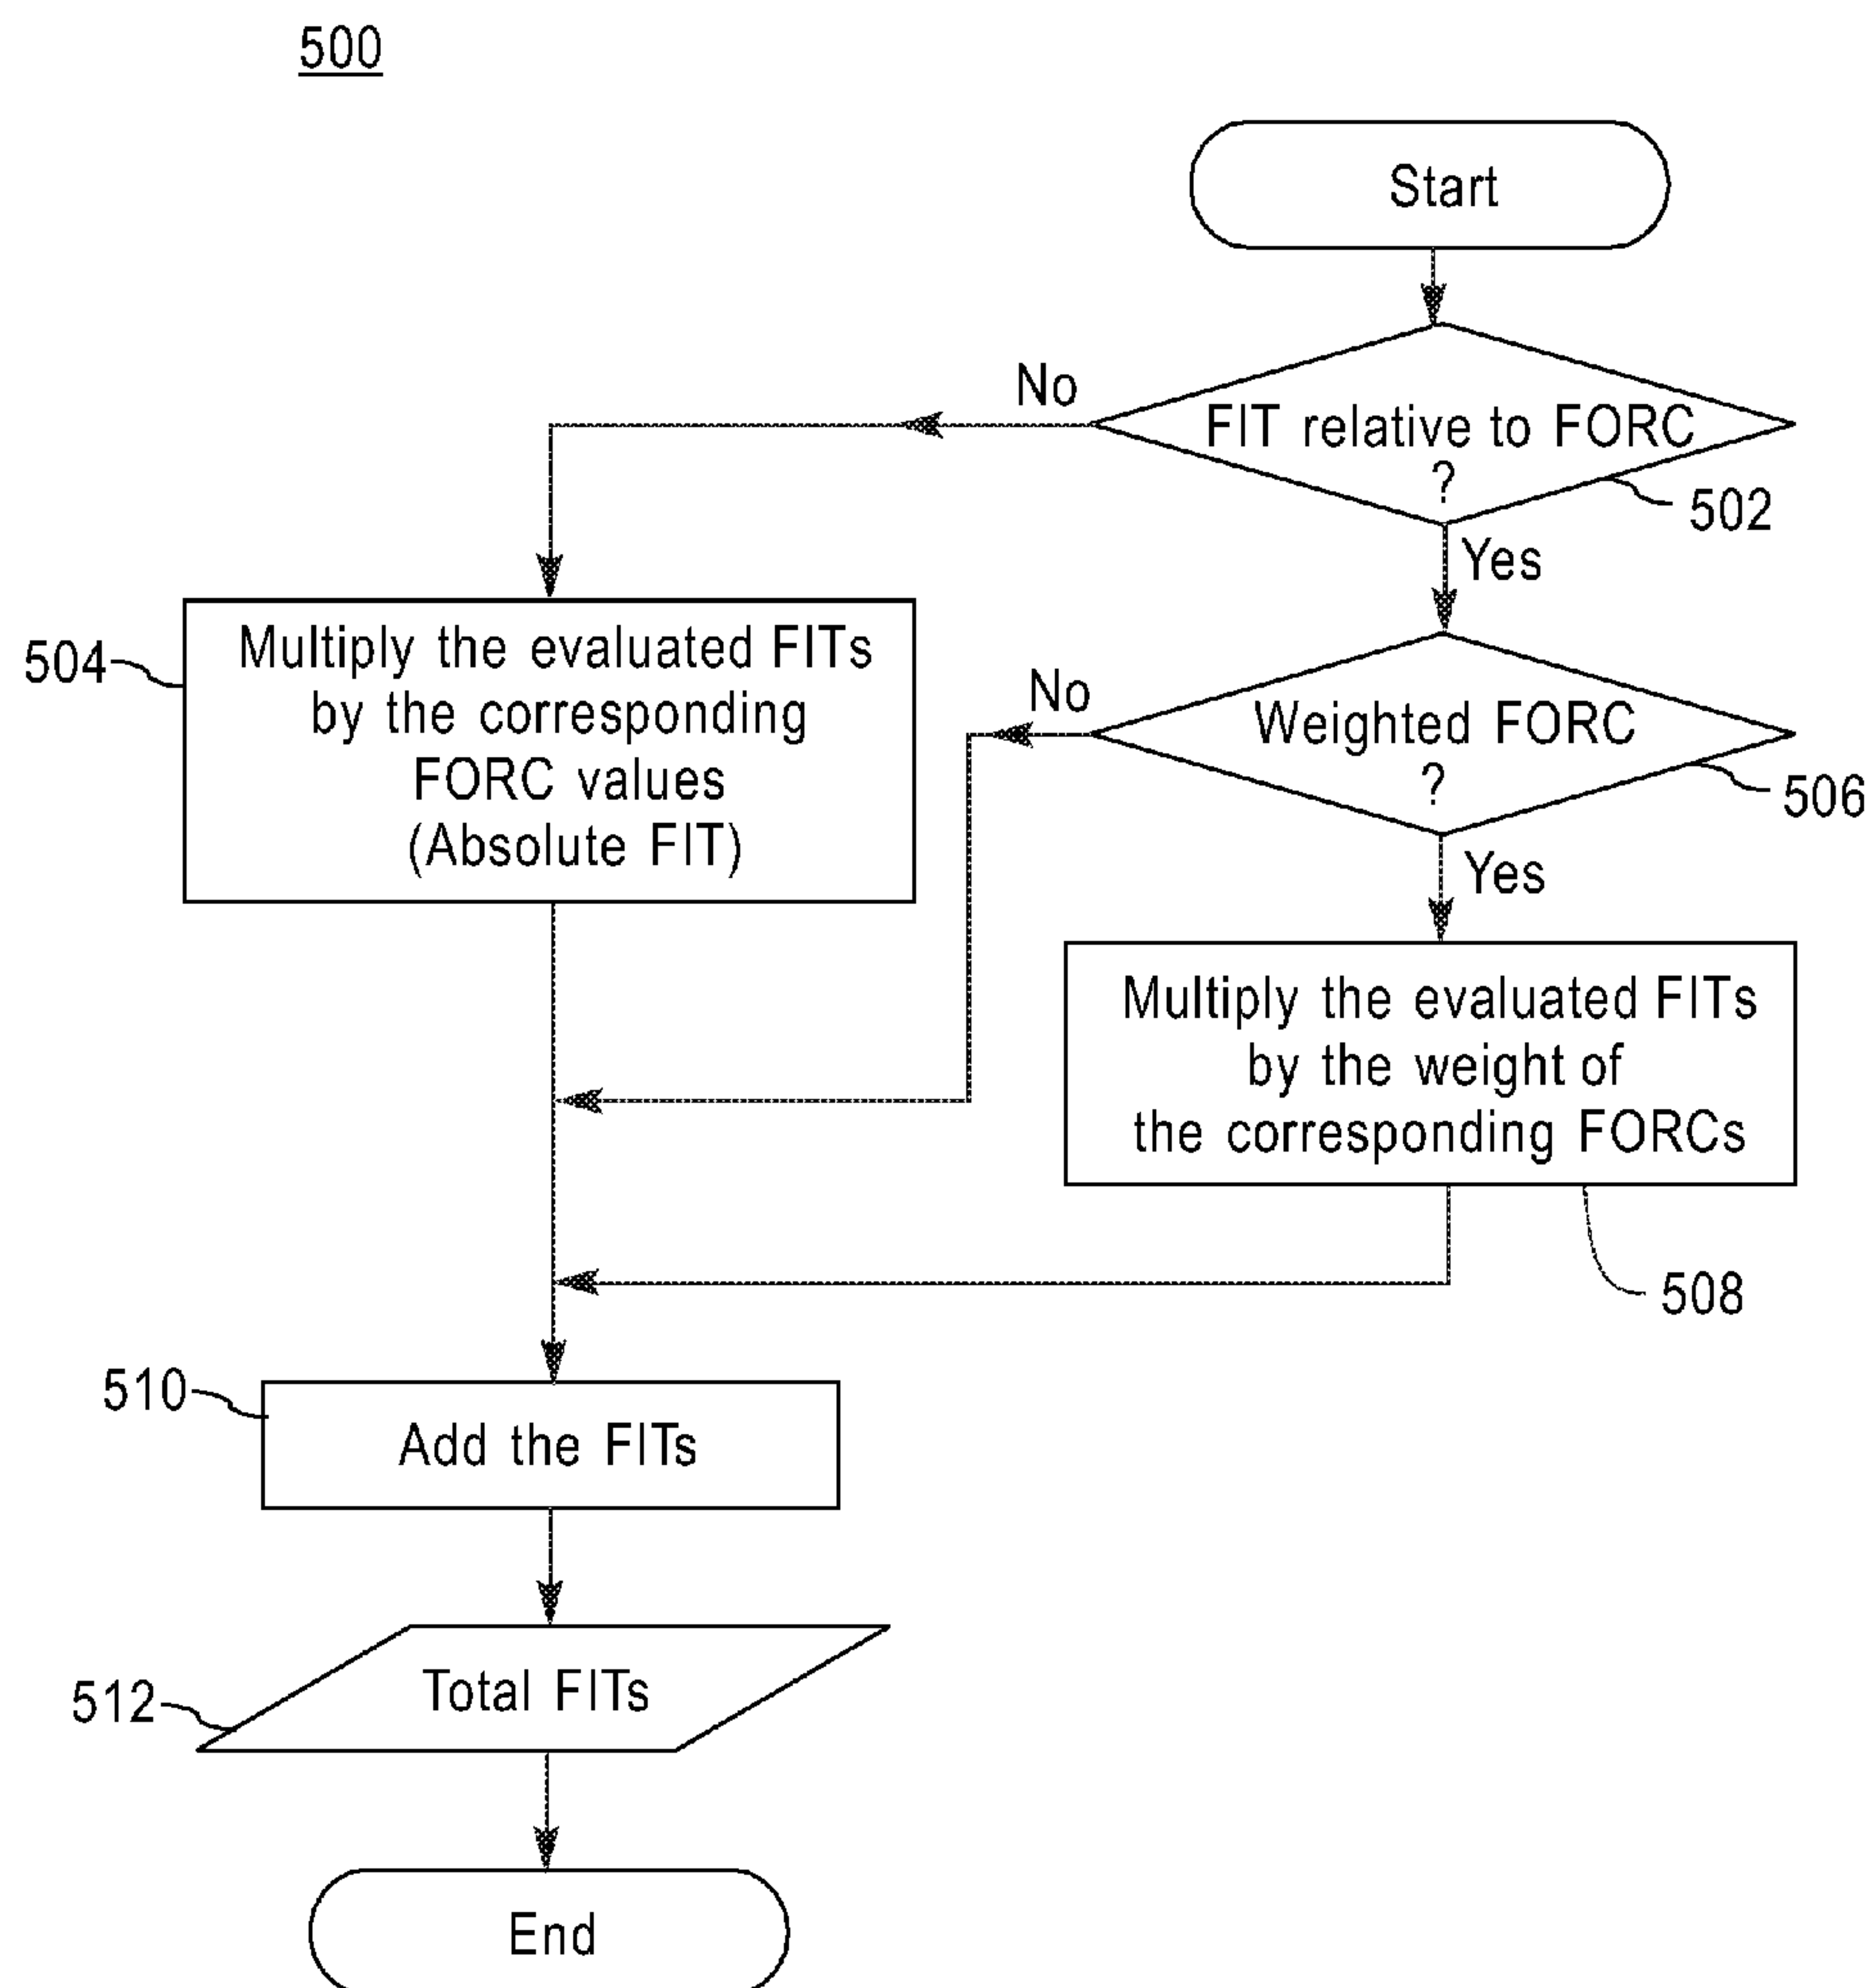 500
Start
No
FIT relative to FORC
?
502
Yes
504
Multiply the evaluated FITs
by the corresponding
FORC values
(Absolute FIT)
No
Weighted FORC
?
506
Yes
Multiply the evaluated FITs
by the weight of
the corresponding FORCs
508
510
Add the FITs
512
Total FITs
End